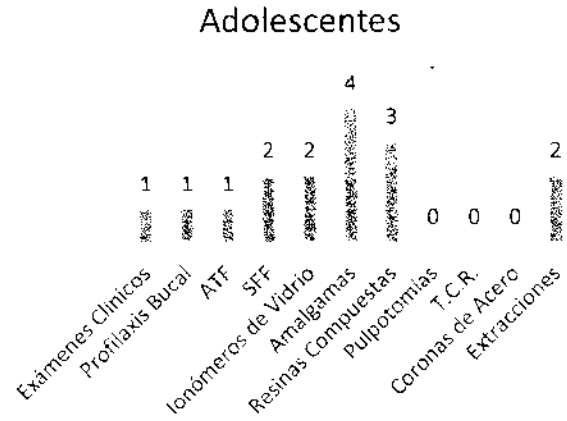 Adolescentes
4
3
2 2 2
1 1 1
0 0 0
Exámenes Clinicos
Profilaxis Bucal
ATF
SFF
Ionómeros de Vidrio
Amalgamas
Resinas Compuestas
Pulpotomías
T.C.R.
Coronas de Acero
Extracciones